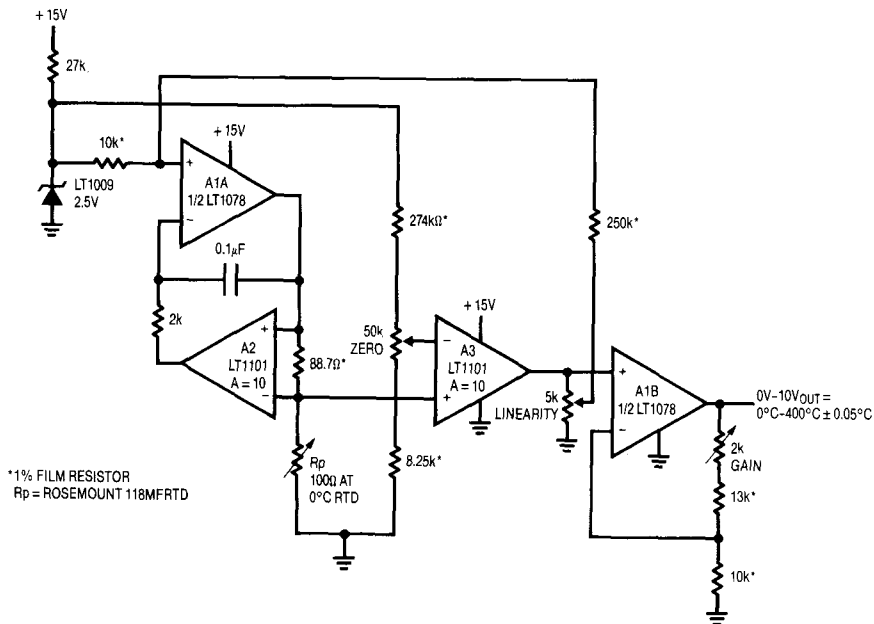 + 15V
27k
10k*
LT1009
2.5V
+ 15V
+
A1A
1/2 LT1078
−
0.1µF
2k
A2
LT1101
A = 10
+
−
88.7Ω*
274kΩ*
50k
ZERO
8.25k*
Rp
100Ω AT
0°C RTD
+ 15V
−
A3
LT1101
A = 10
+
250k*
5k
LINEARITY
+
A1B
1/2 LT1078
−
0V–10VOUT =
0°C–400°C ± 0.05°C
2k
GAIN
13k*
10k*
*1% FILM RESISTOR
Rp = ROSEMOUNT 118MFRTD